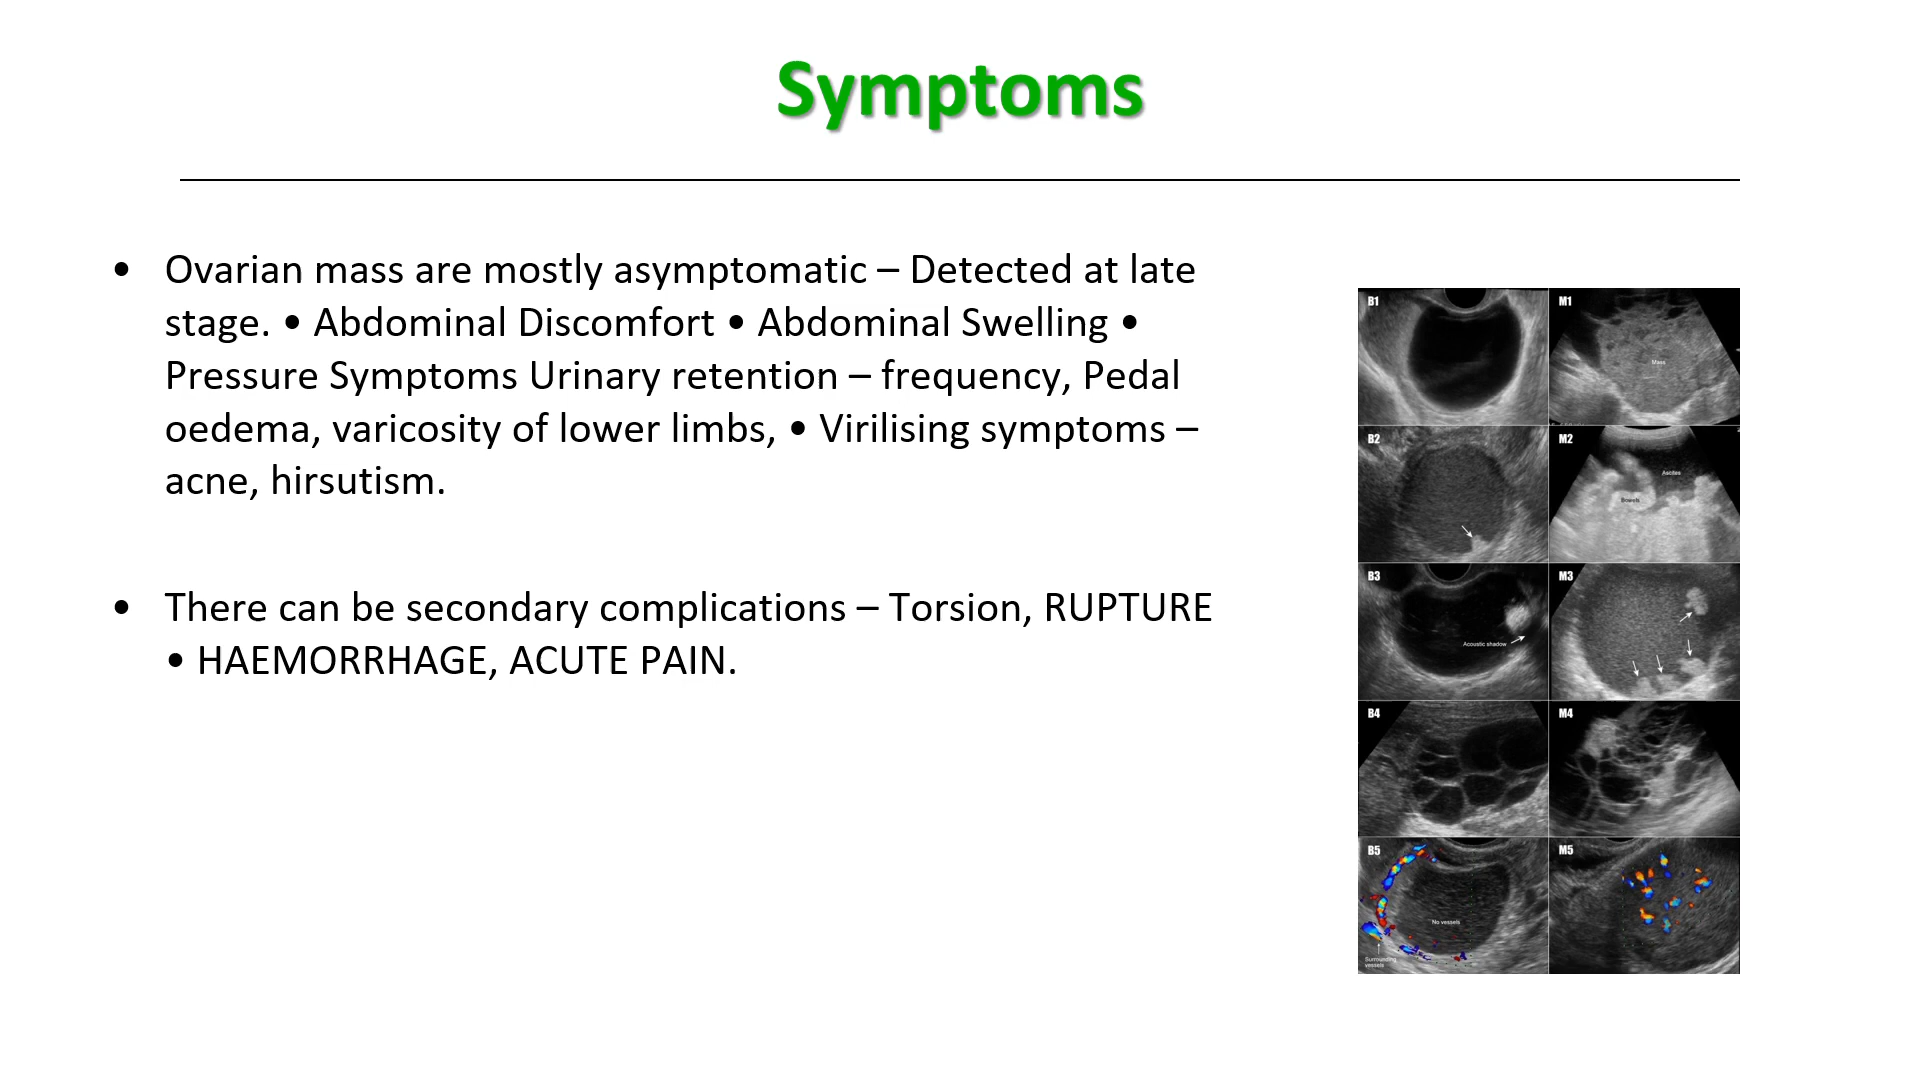 Symptoms
• Ovarian mass are mostly asymptomatic – Detected at late
stage. • Abdominal Discomfort • Abdominal Swelling •
Pressure Symptoms Urinary retention – frequency, Pedal
oedema, varicosity of lower limbs, • Virilising symptoms –
acne, hirsutism.
• There can be secondary complications – Torsion, RUPTURE
• HAEMORRHAGE, ACUTE PAIN.
B1
M1
Mass
B2
M2
Ascites
Bowels
B3
Acoustic shadow
M3
B4
M4
B5
No vessels
Surrounding
vessels
M5